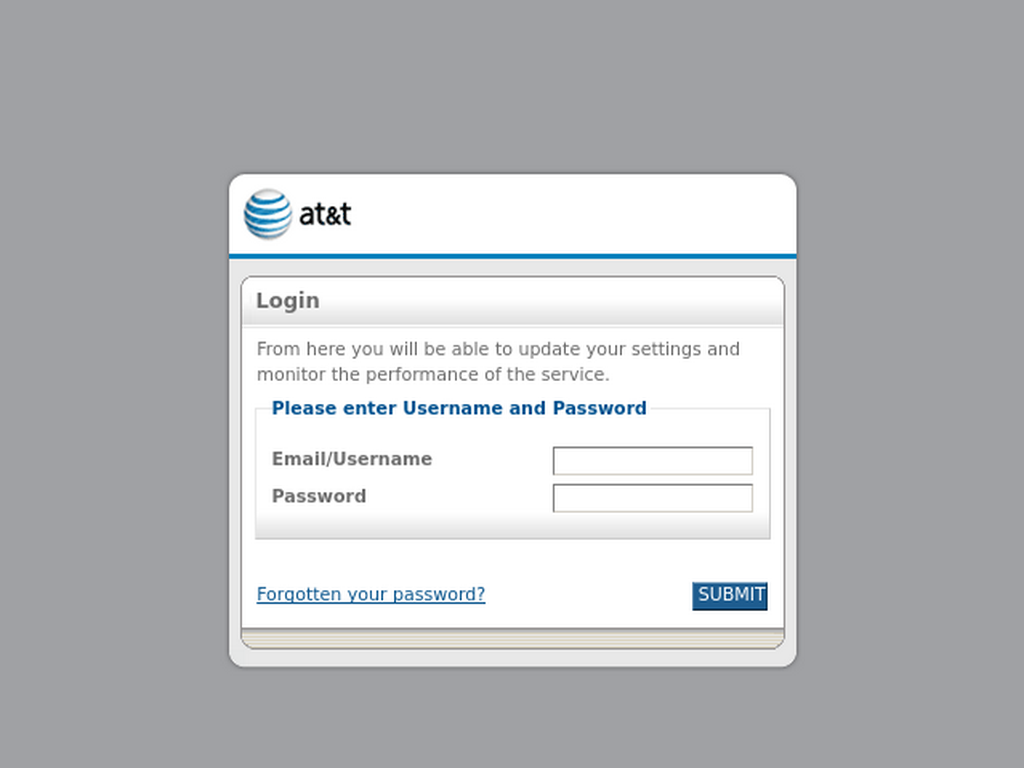 at&t
Login
From here you will be able to update your settings and
monitor the performance of the service.
Please enter Username and Password
Email/Username
Password
Forgotten your password?
SUBMIT